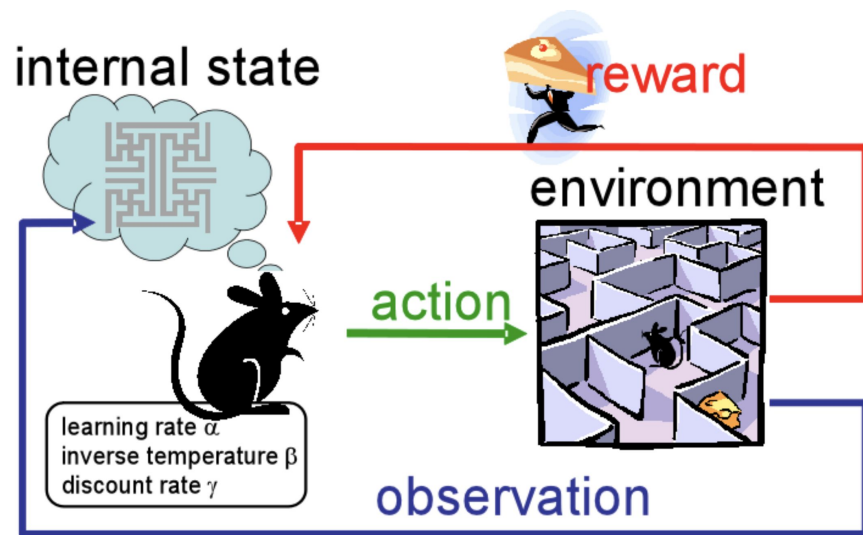 internal state
reward
environment
action
learning rate α
inverse temperature β
discount rate γ
observation